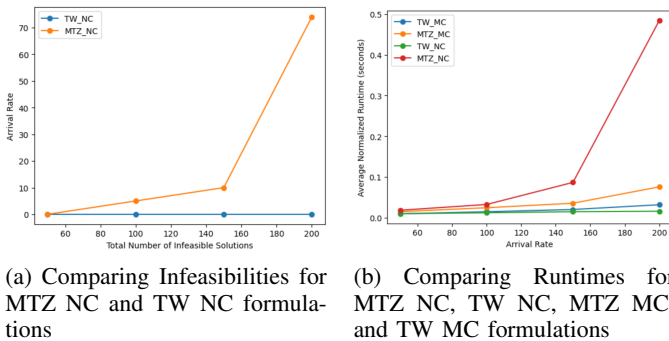 TW_NC
MTZ_NC
70
60
50
40
30
20
10
0
Arrival Rate
60 80 100 120 140 160 180 200
Total Number of Infeasible Solutions
TW_MC
MTZ_MC
TW_NC
MTZ_NC
0.5
0.4
0.3
0.2
0.1
0.0
Average Normalized Runtime (seconds)
60 80 100 120 140 160 180 200
Arrival Rate
(a) Comparing Infeasibilities for
MTZ NC and TW NC formula-
tions
(b) Comparing Runtimes for
MTZ NC, TW NC, MTZ MC
and TW MC formulations